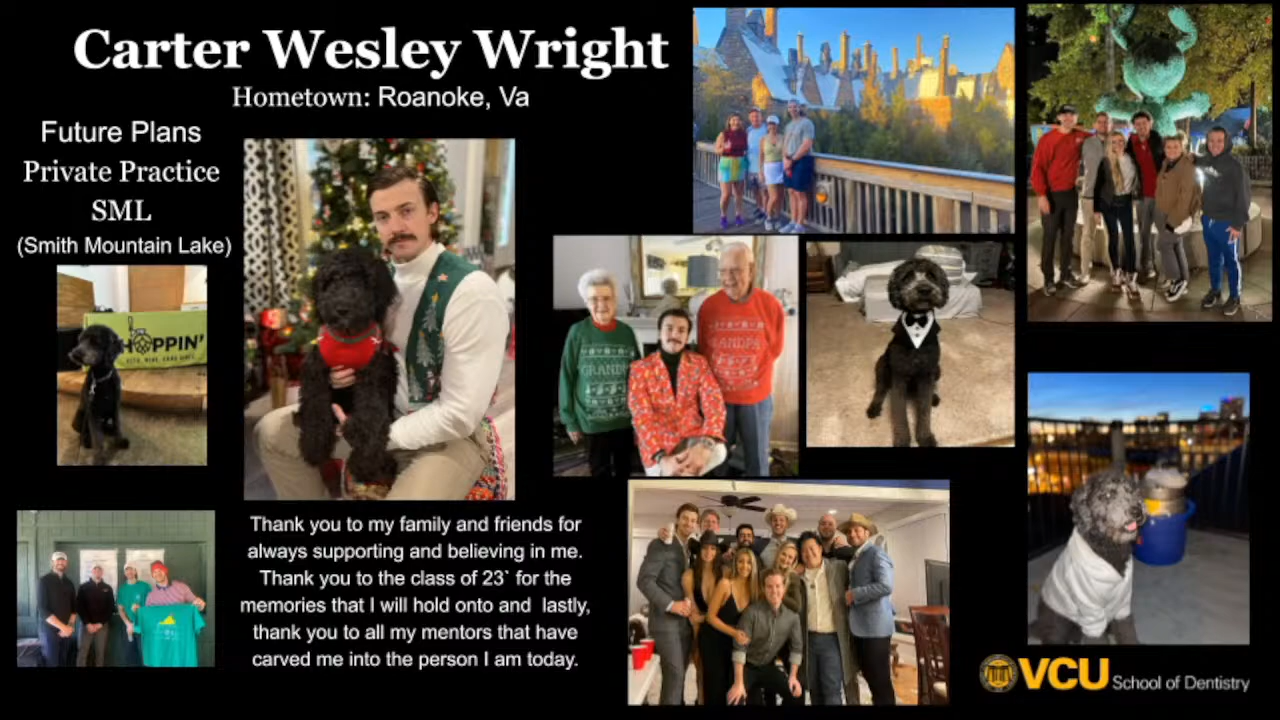 Carter Wesley Wright
Hometown: Roanoke, Va
Future Plans
Private Practice
SML
(Smith Mountain Lake)
HOPPIN'
GRANDMA
GRANDPA
Thank you to my family and friends for
always supporting and believing in me.
Thank you to the class of 23` for the
memories that I will hold onto and lastly,
thank you to all my mentors that have
carved me into the person I am today.
VCU School of Dentistry